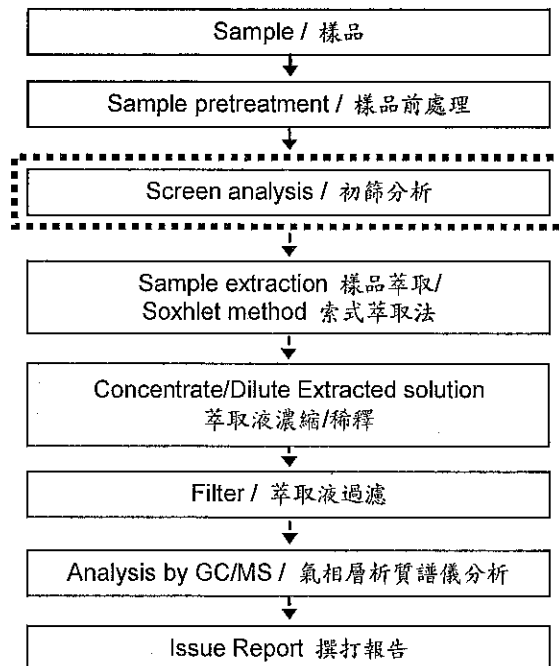 Sample / 樣品
Sample pretreatment / 樣品前處理
Screen analysis / 初篩分析
Sample extraction 樣品萃取/
Soxhlet method 索式萃取法
Concentrate/Dilute Extracted solution
萃取液濃縮/稀釋
Filter / 萃取液過濾
Analysis by GC/MS / 氣相層析質譜儀分析
Issue Report 撰打報告